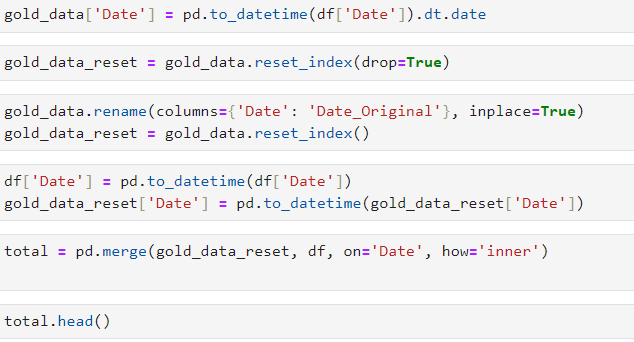 gold_data['Date'] = pd.to_datetime(df['Date']).dt.date
gold_data_reset = gold_data.reset_index(drop=True)
gold_data.rename(columns={'Date': 'Date_Original'}, inplace=True)
gold_data_reset = gold_data.reset_index()
df['Date'] = pd.to_datetime(df['Date'])
gold_data_reset['Date'] = pd.to_datetime(gold_data_reset['Date'])
total = pd.merge(gold_data_reset, df, on='Date', how='inner')
total.head()